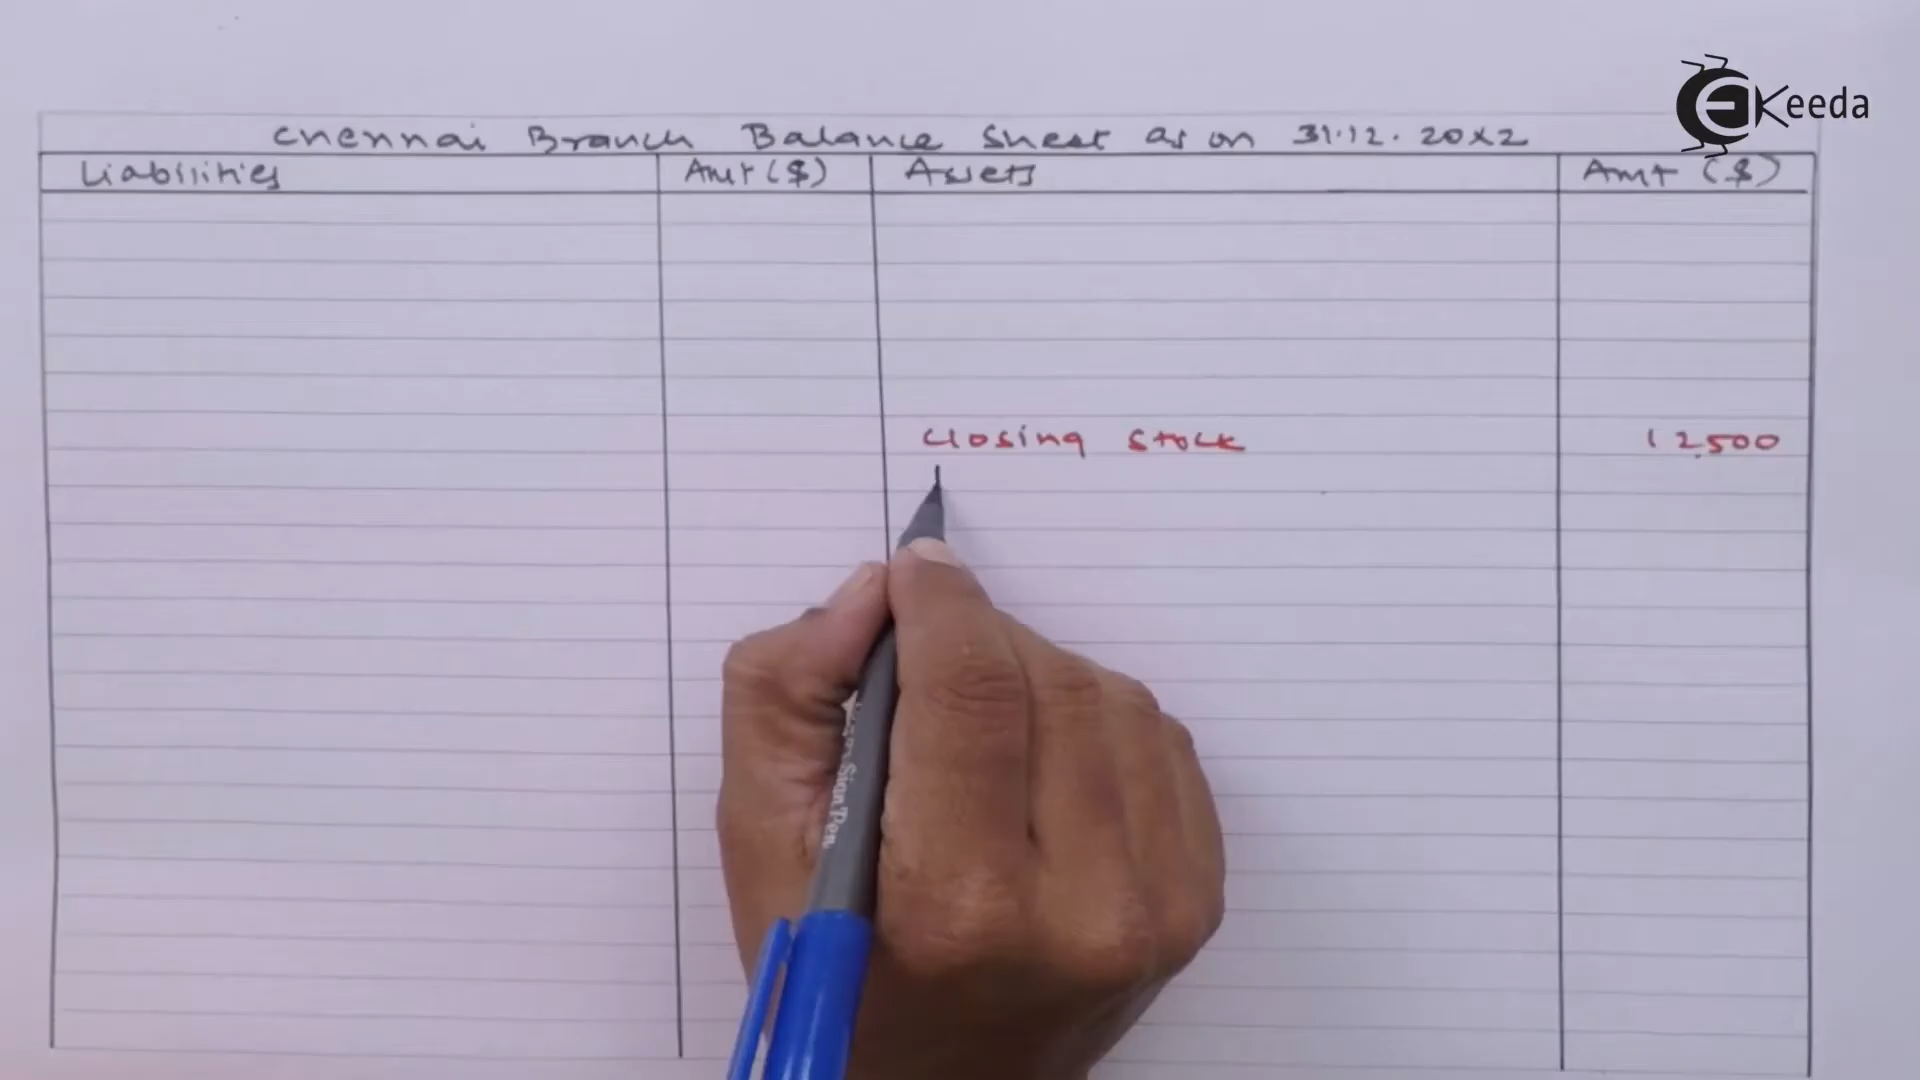 Keeda
Chennai Branch Balance Sheet as on 31.12.20X2
Liabilities Amt ($) Assets Amt ($)
Closing Stock 12,500